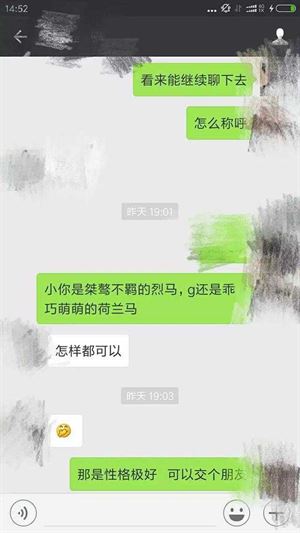 14:52
看来能继续聊下去
怎么称呼
昨天 19:01
小你是桀骜不羁的烈马，g还是乖
巧萌萌的荷兰马
怎样都可以
昨天 19:03
那是性格极好 可以交个朋友